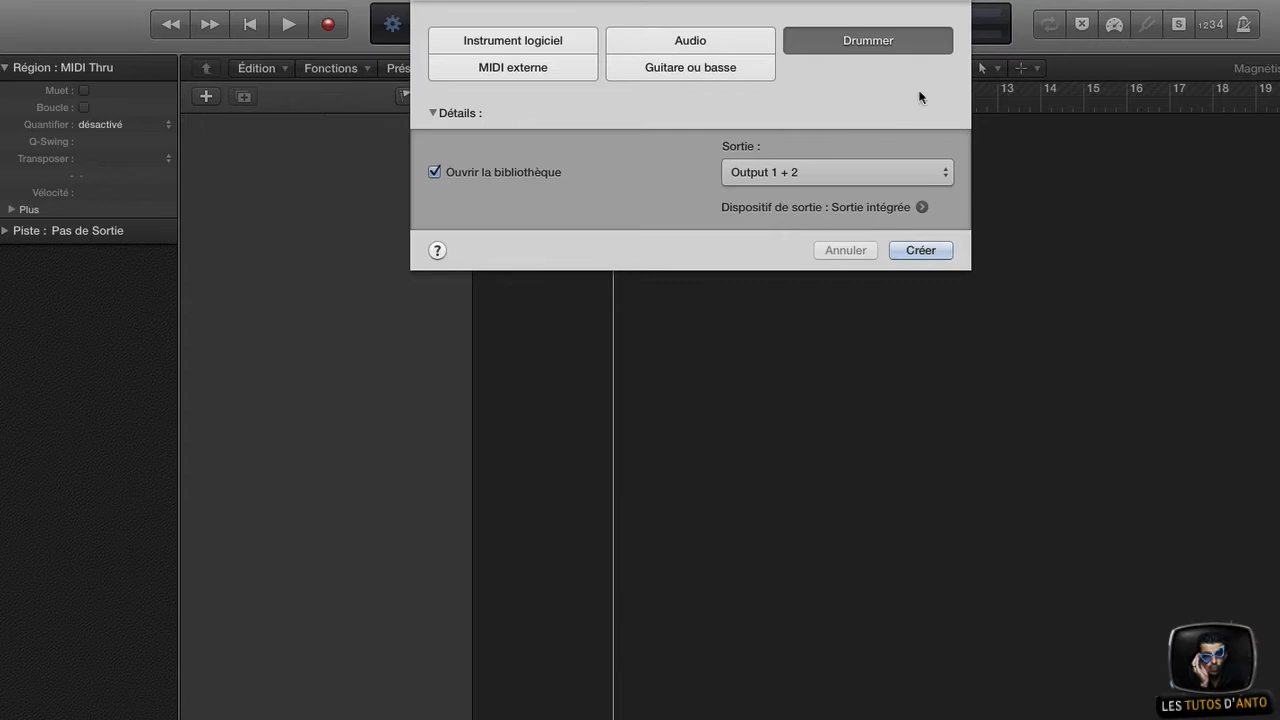 Instrument logiciel
Audio
Drummer
MIDI externe
Guitare ou basse
Région : MIDI Thru
Édition
Fonctions
Muet :
Boucle :
Quantifier : désactivé
Q-Swing :
Transposer :
Vélocité :
Plus
Piste : Pas de Sortie
Détails :
Sortie :
Ouvrir la bibliothèque
Output 1 + 2
Dispositif de sortie : Sortie intégrée
?
Annuler
Créer
S
1234
13 14 15 16 17 18 19
LES TUTOS D'ANTO